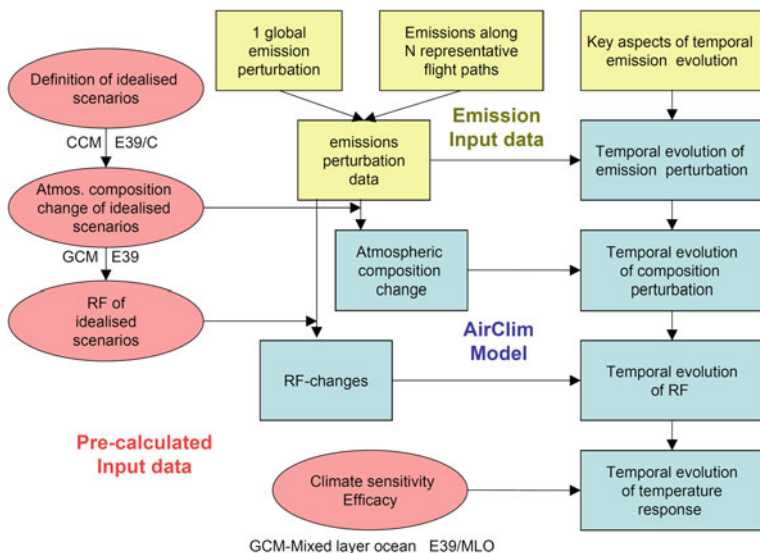 1 global
emission
perturbation
Emissions along
N representative
flight paths
Key aspects of temporal
emission evolution
Definition of idealised
scenarios
CCM E39/C
Emission
Input data
emissions
perturbation
data
Temporal evolution of
emission perturbation
Atmos. composition
change of idealised
scenarios
GCM E39
Atmospheric
composition
change
Temporal evolution
of composition
perturbation
RF of
idealised
scenarios
AirClim
Model
RF-changes
Temporal evolution
of RF
Pre-calculated
Input data
Climate sensitivity
Efficacy
Temporal evolution
of temperature
response
GCM-Mixed layer ocean E39/MLO